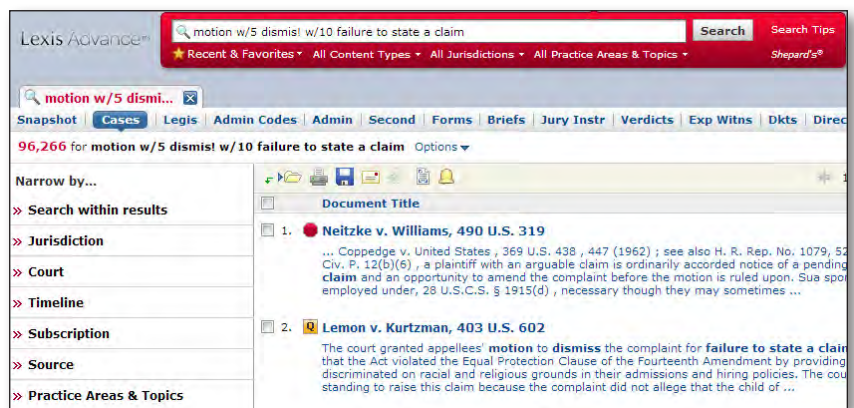 Lexis Advance℠
motion w/5 dismis! w/10 failure to state a claim
Search
Search Tips
Recent & Favorites All Content Types All Jurisdictions All Practice Areas & Topics
Shepard's®
motion w/5 dismi...
Snapshot Cases Legis Admin Codes Admin Second Forms Briefs Jury Instr Verdicts Exp Witns Dkts Direc
96,266 for motion w/5 dismis! w/10 failure to state a claim Options
Narrow by...
» Search within results
» Jurisdiction
» Court
» Timeline
» Subscription
» Source
» Practice Areas & Topics
1
Document Title
1. Neitzke v. Williams, 490 U.S. 319
... Coppedge v. United States , 369 U.S. 438 , 447 (1962) ; see also H. R. Rep. No. 1079, 52
Civ. P. 12(b)(6) , a plaintiff with an arguable claim is ordinarily accorded notice of a pending
claim and an opportunity to amend the complaint before the motion is ruled upon. Sua spor
employed under, 28 U.S.C.S. § 1915(d) , necessary though they may sometimes ...
2. Q Lemon v. Kurtzman, 403 U.S. 602
The court granted appellees' motion to dismiss the complaint for failure to state a clain
that the Act violated the Equal Protection Clause of the Fourteenth Amendment by providing
discriminated on racial and religious grounds in their admissions and hiring policies. The cou
standing to raise this claim because the complaint did not allege that the child of ...